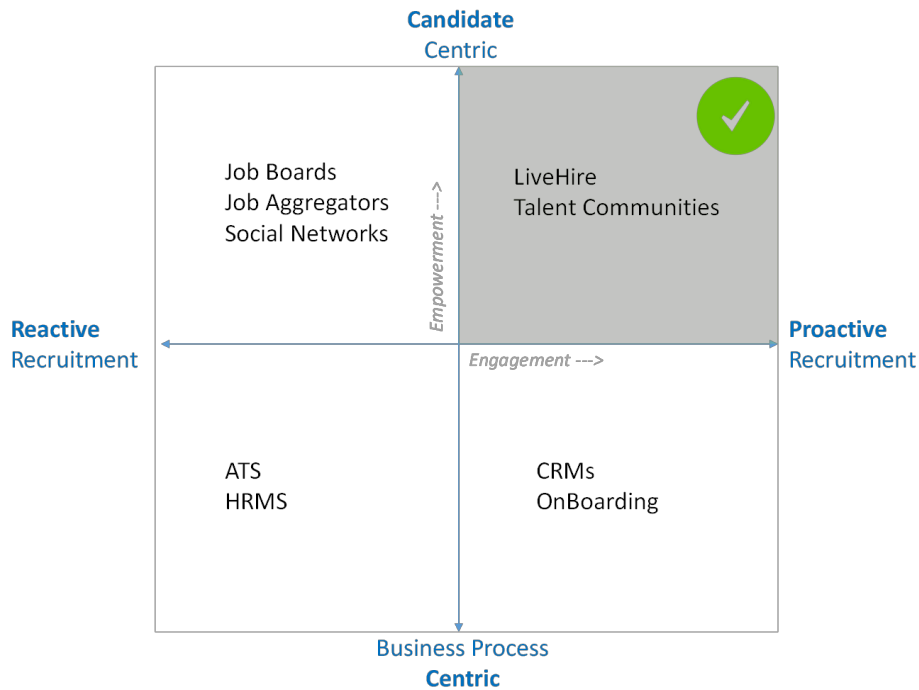 Candidate
Centric
Job Boards
Job Aggregators
Social Networks
LiveHire
Talent Communities
Empowerment --->
Reactive
Recruitment
Proactive
Recruitment
Engagement --->
ATS
HRMS
CRMs
OnBoarding
Business Process
Centric